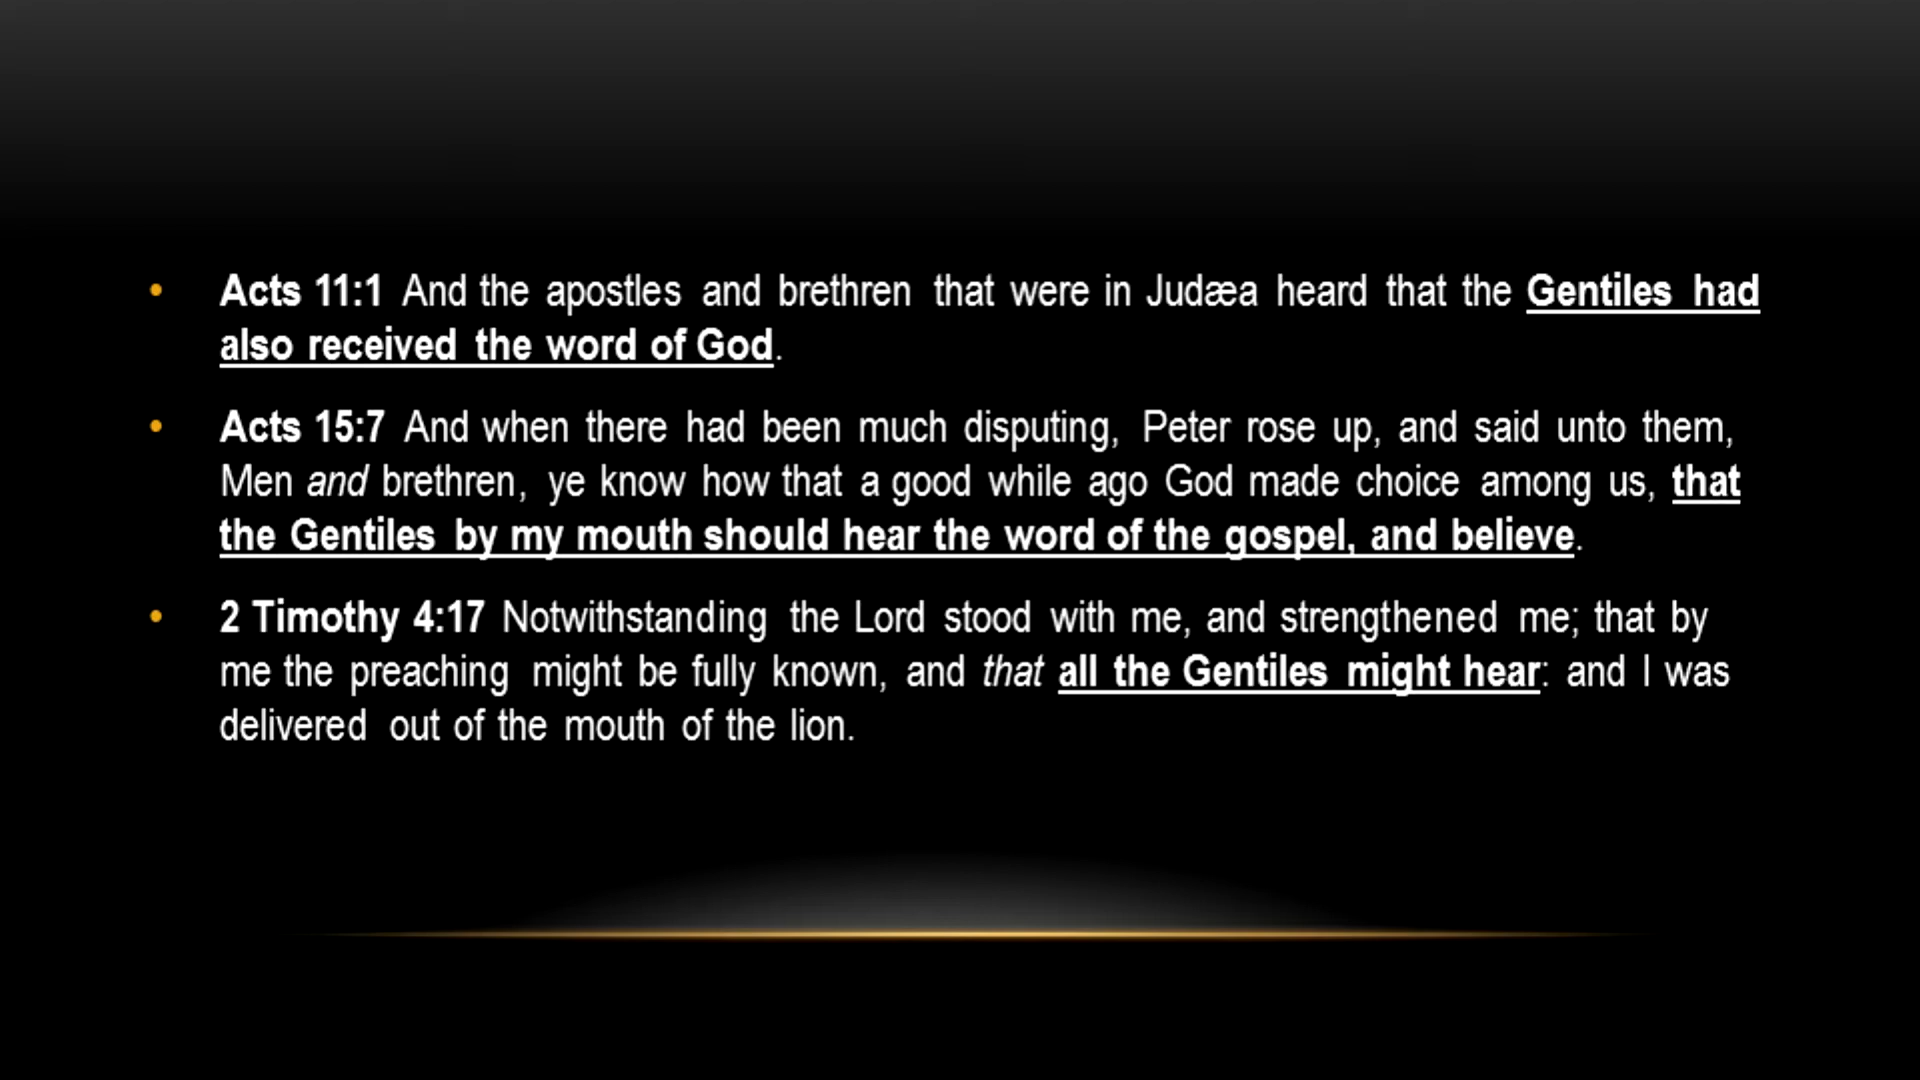 • Acts 11:1 And the apostles and brethren that were in Judæa heard that the Gentiles had
also received the word of God.
• Acts 15:7 And when there had been much disputing, Peter rose up, and said unto them,
Men and brethren, ye know how that a good while ago God made choice among us, that
the Gentiles by my mouth should hear the word of the gospel, and believe.
• 2 Timothy 4:17 Notwithstanding the Lord stood with me, and strengthened me; that by
me the preaching might be fully known, and that all the Gentiles might hear: and I was
delivered out of the mouth of the lion.